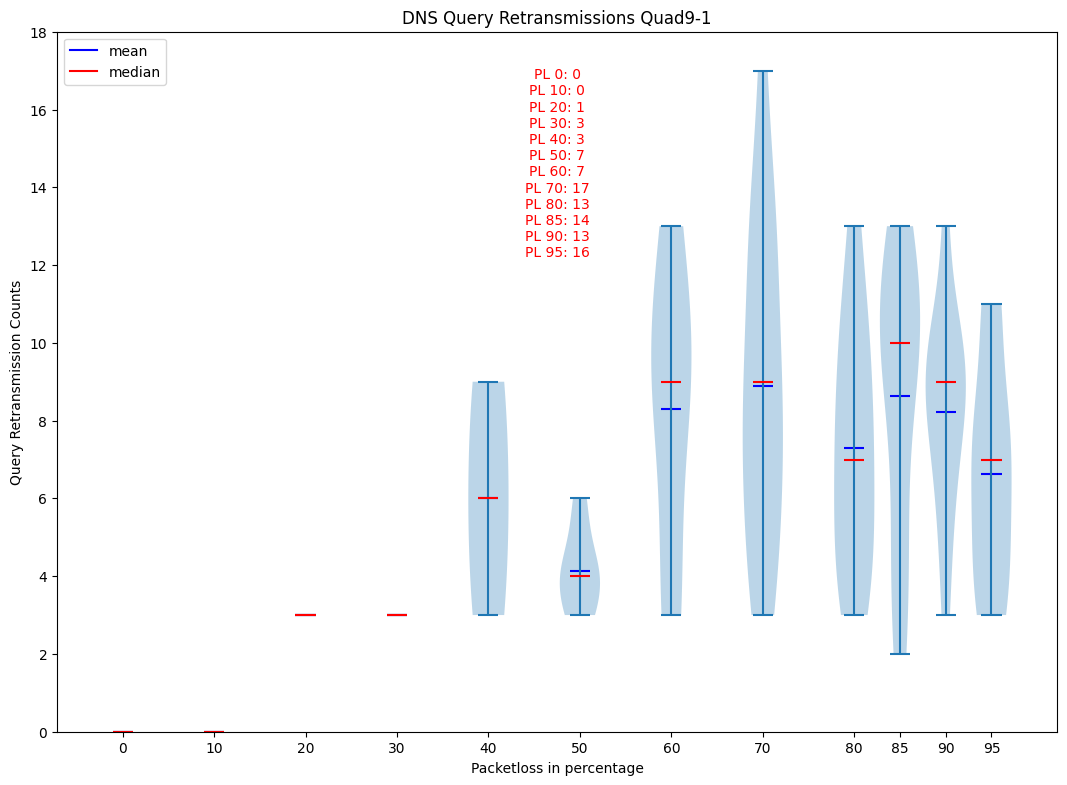 DNS Query Retransmissions Quad9-1
mean
median
PL 0: 0
PL 10: 0
PL 20: 1
PL 30: 3
PL 40: 3
PL 50: 7
PL 60: 7
PL 70: 17
PL 80: 13
PL 85: 14
PL 90: 13
PL 95: 16
Query Retransmission Counts
18
16
14
12
10
8
6
4
2
0
0 10 20 30 40 50 60 70 80 85 90 95
Packetloss in percentage